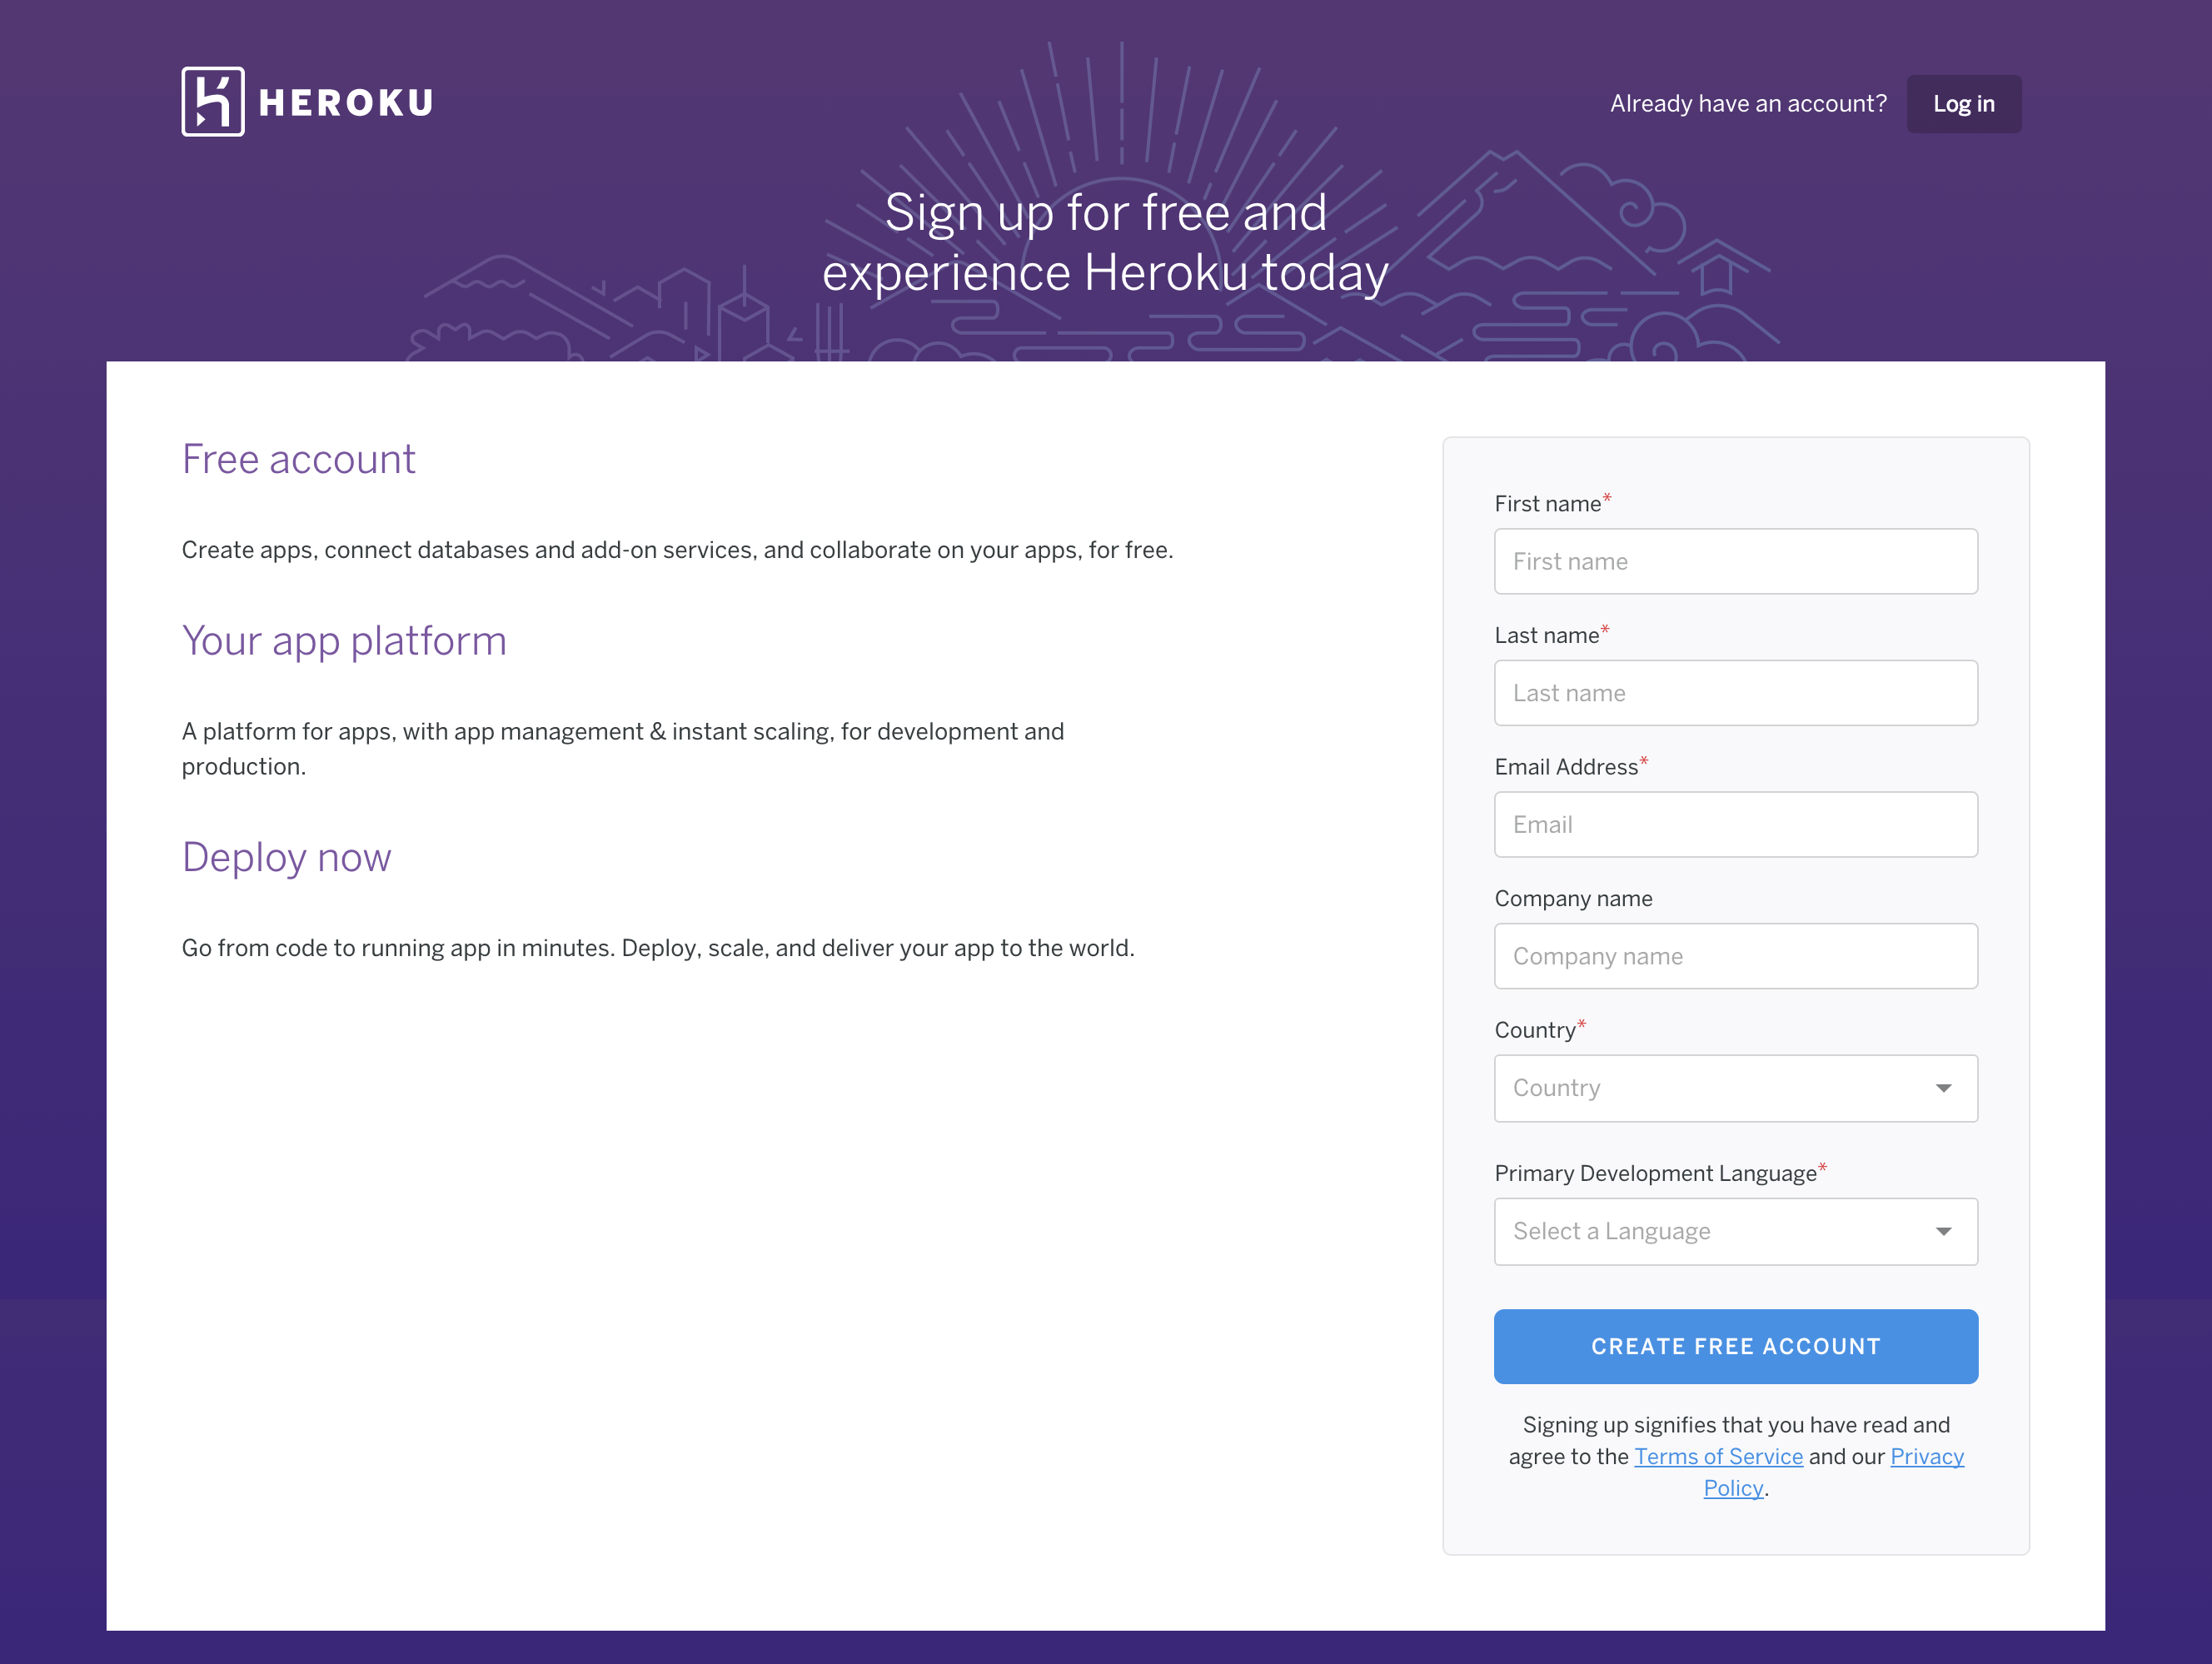 HEROKU
Already have an account?
Log in
Sign up for free and
experience Heroku today
Free account
Create apps, connect databases and add-on services, and collaborate on your apps, for free.
Your app platform
A platform for apps, with app management & instant scaling, for development and
production.
Deploy now
Go from code to running app in minutes. Deploy, scale, and deliver your app to the world.
First name*
First name
Last name*
Last name
Email Address*
Email
Company name
Company name
Country*
Country
Primary Development Language*
Select a Language
CREATE FREE ACCOUNT
Signing up signifies that you have read and
agree to the Terms of Service and our Privacy
Policy.